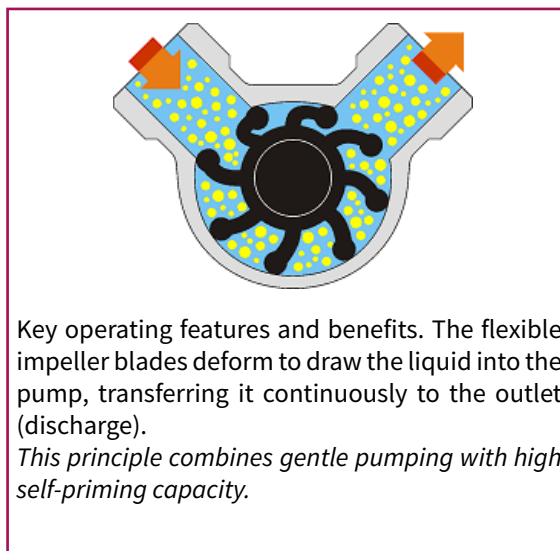 Key operating features and benefits. The flexible
impeller blades deform to draw the liquid into the
pump, transferring it continuously to the outlet
(discharge).
This principle combines gentle pumping with high
self-priming capacity.